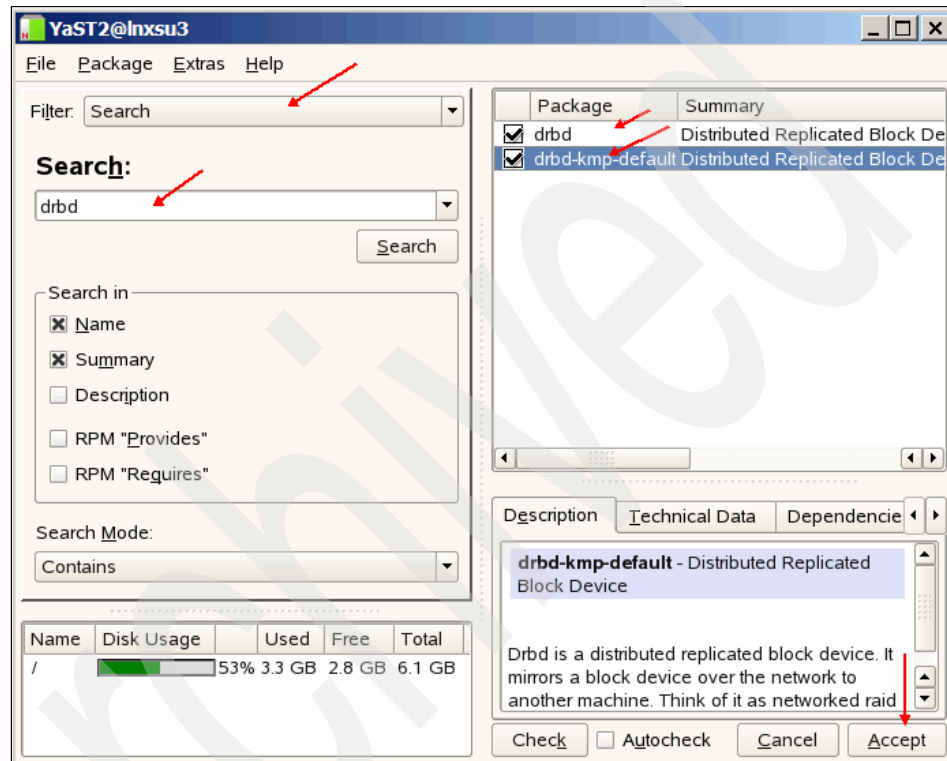 YaST2@lnxsu3
File Package Extras Help
Filter: Search
Search:
drbd
Search
Search in
Name
Summary
Description
RPM "Provides"
RPM "Requires"
Search Mode:
Contains
Name Disk Usage Used Free Total
/ 53% 3.3 GB 2.8 GB 6.1 GB
Package Summary
drbd Distributed Replicated Block De
drbd-kmp-default Distributed Replicated Block De
Description Technical Data Dependencie
drbd-kmp-default - Distributed Replicated
Block Device
Drbd is a distributed replicated block device. It
mirrors a block device over the network to
another machine. Think of it as networked raid
Check Autocheck Cancel Accept